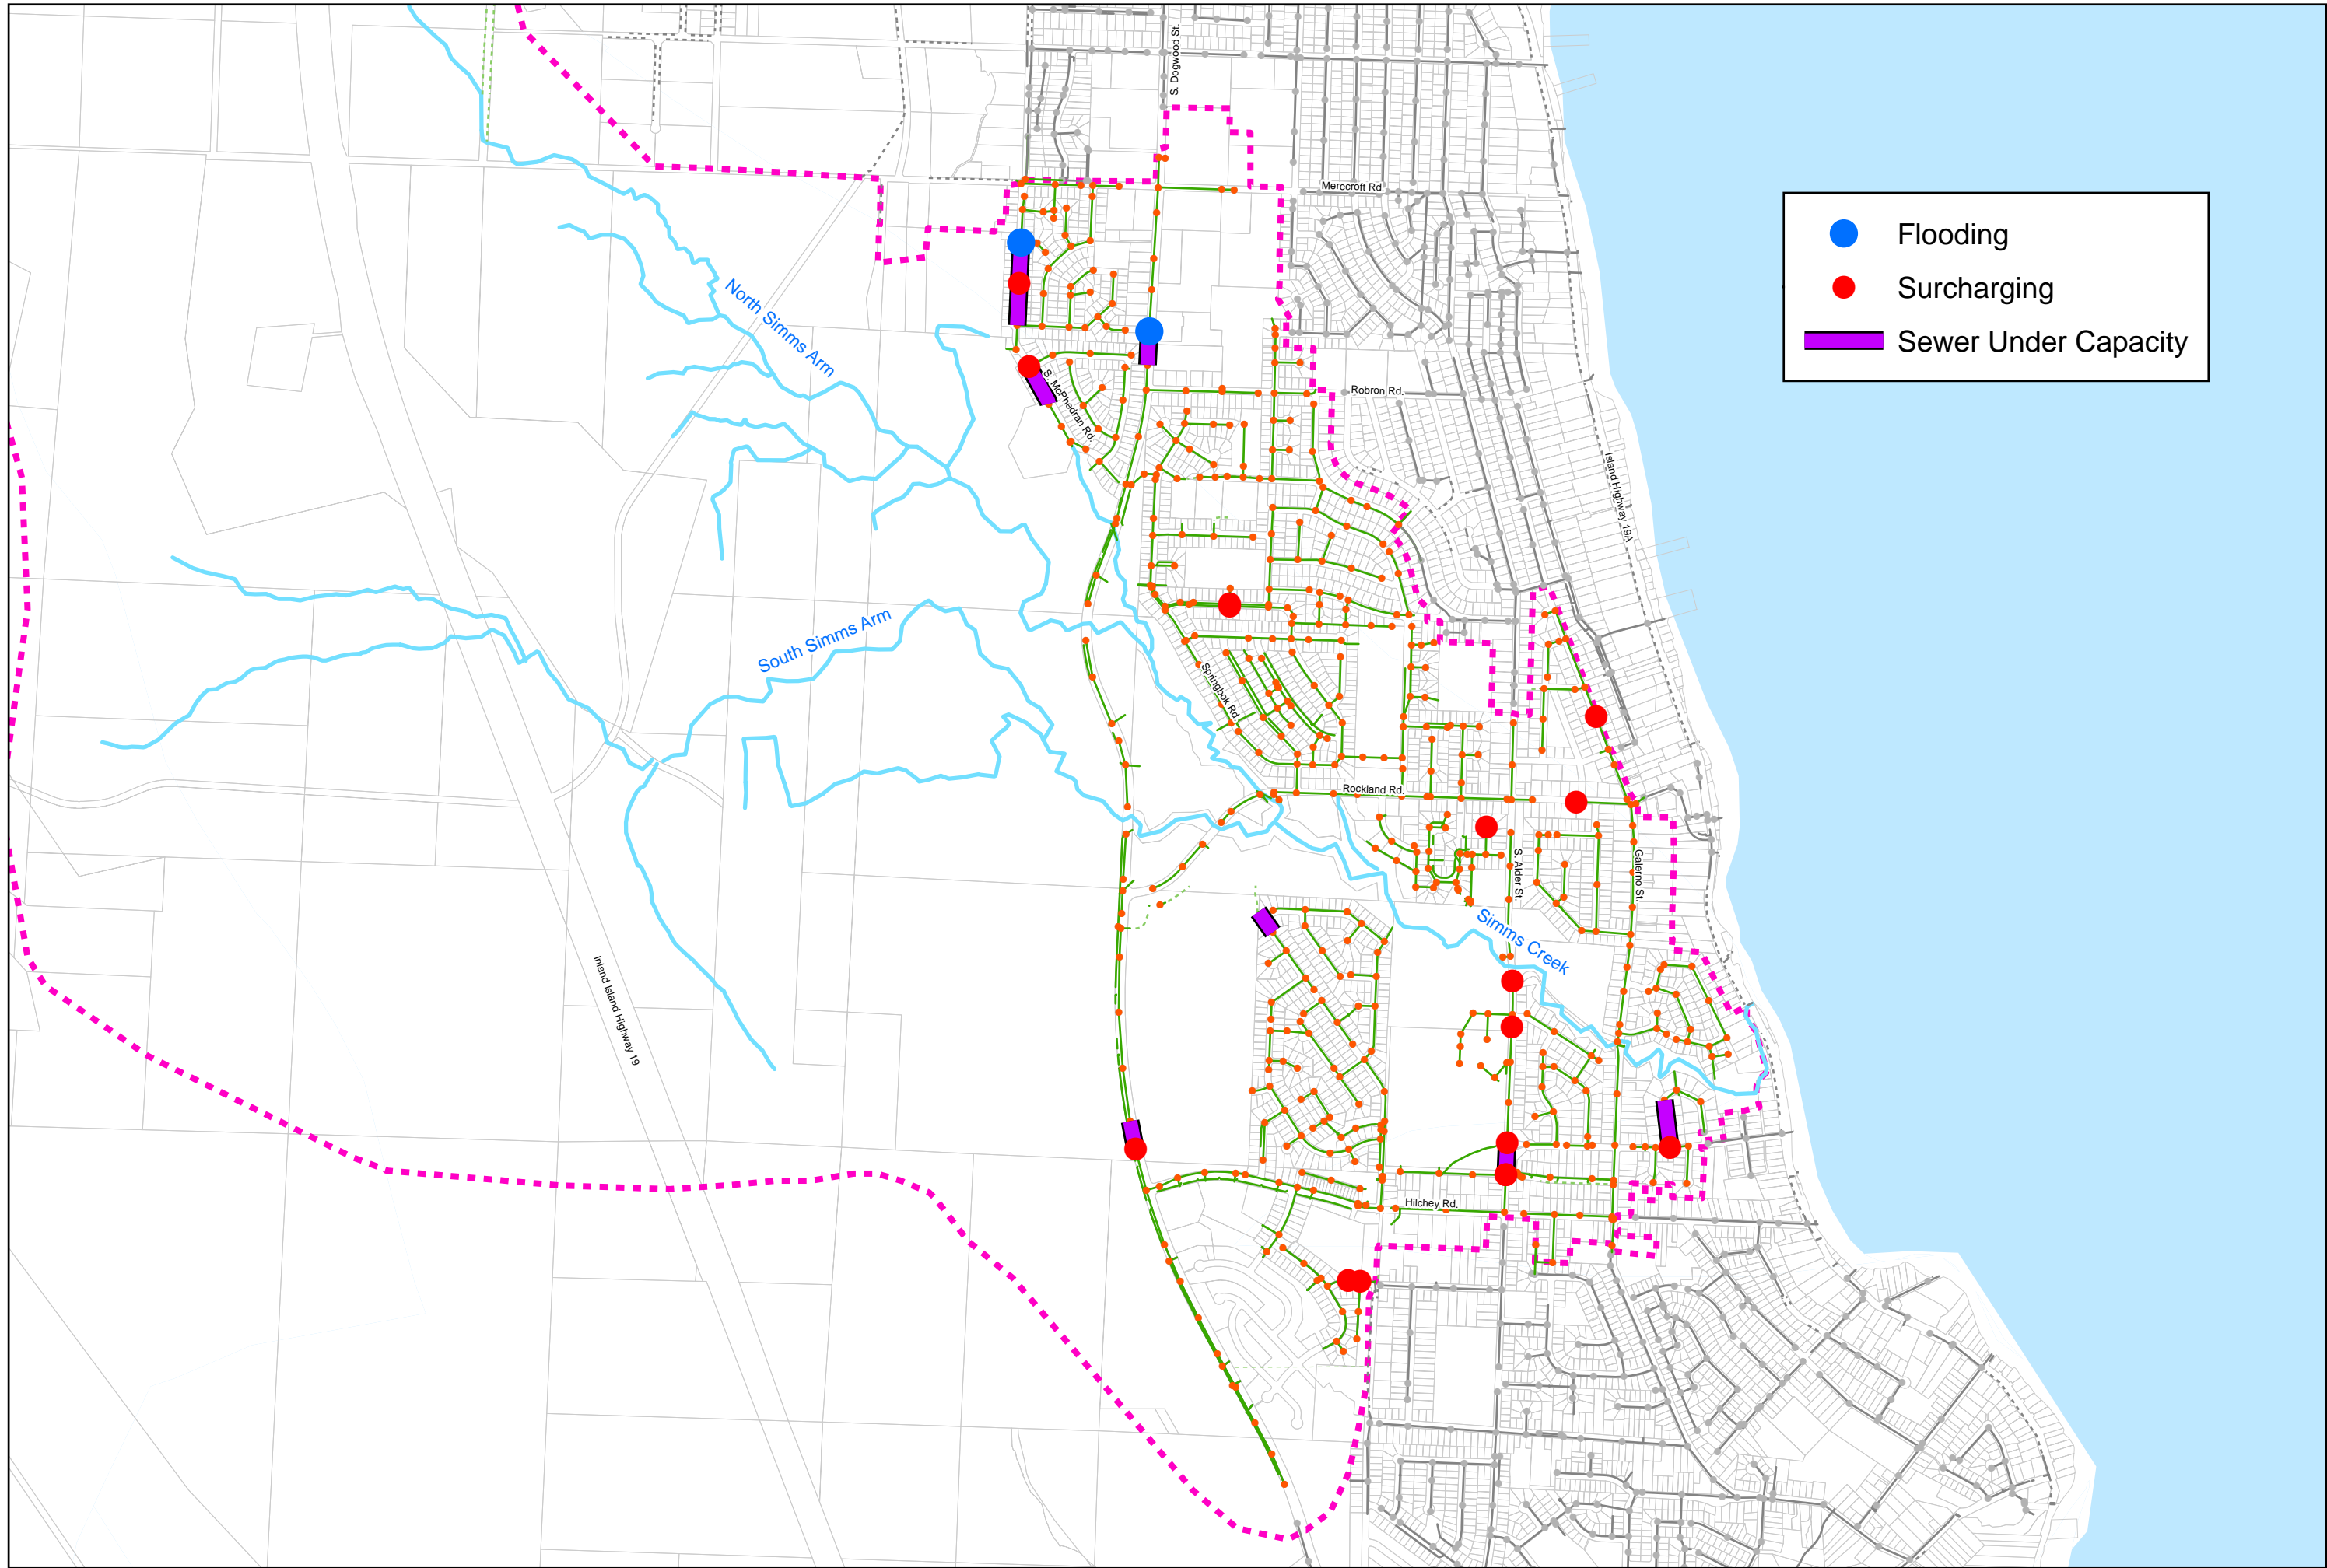 S. Dogwood St.
Merecroft Rd.
Flooding
Surcharging
Sewer Under Capacity
North Simms Arm
S. McPhedran Rd.
Robron Rd.
Island Highway 19A
South Simms Arm
Springbok Rd.
Rockland Rd.
S. Alder St.
Galerno St.
Simms Creek
Inland Island Highway 19
Hilchey Rd.